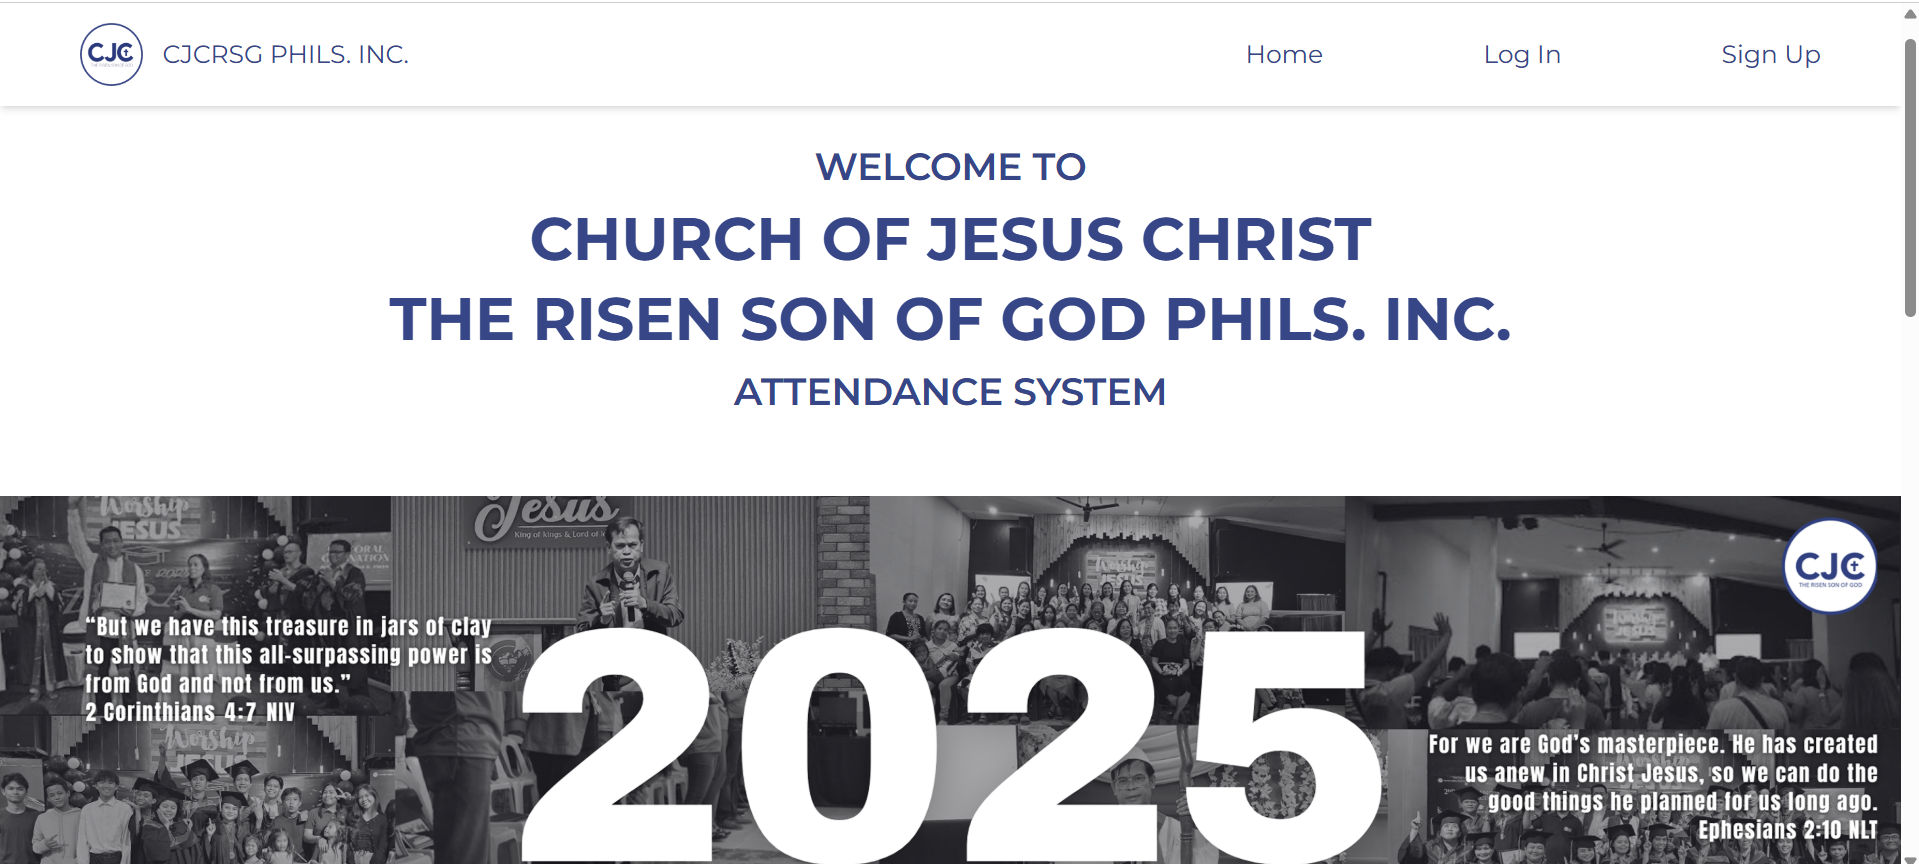 CJC
CJCRSG PHILS. INC.
Home
Log In
Sign Up
WELCOME TO
CHURCH OF JESUS CHRIST
THE RISEN SON OF GOD PHILS. INC.
ATTENDANCE SYSTEM
Worship
JESUS
Jesus
King of kings & Lord of
CJC
THE RISEN SON OF GOD
“But we have this treasure in jars of clay
to show that this all-surpassing power is
from God and not from us.”
2 Corinthians 4:7 NIV
2025
Worship
JESUS
For we are God’s masterpiece. He has created
us anew in Christ Jesus, so we can do the
good things he planned for us long ago.
Ephesians 2:10 NLT